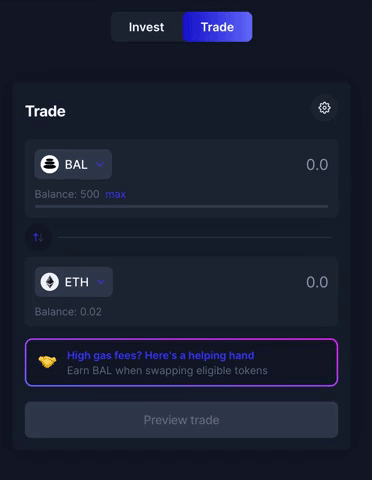 Invest Trade
Trade
BAL 0.0
Balance: 500 max
ETH 0.0
Balance: 0.02
High gas fees? Here's a helping hand
Earn BAL when swapping eligible tokens
Preview trade